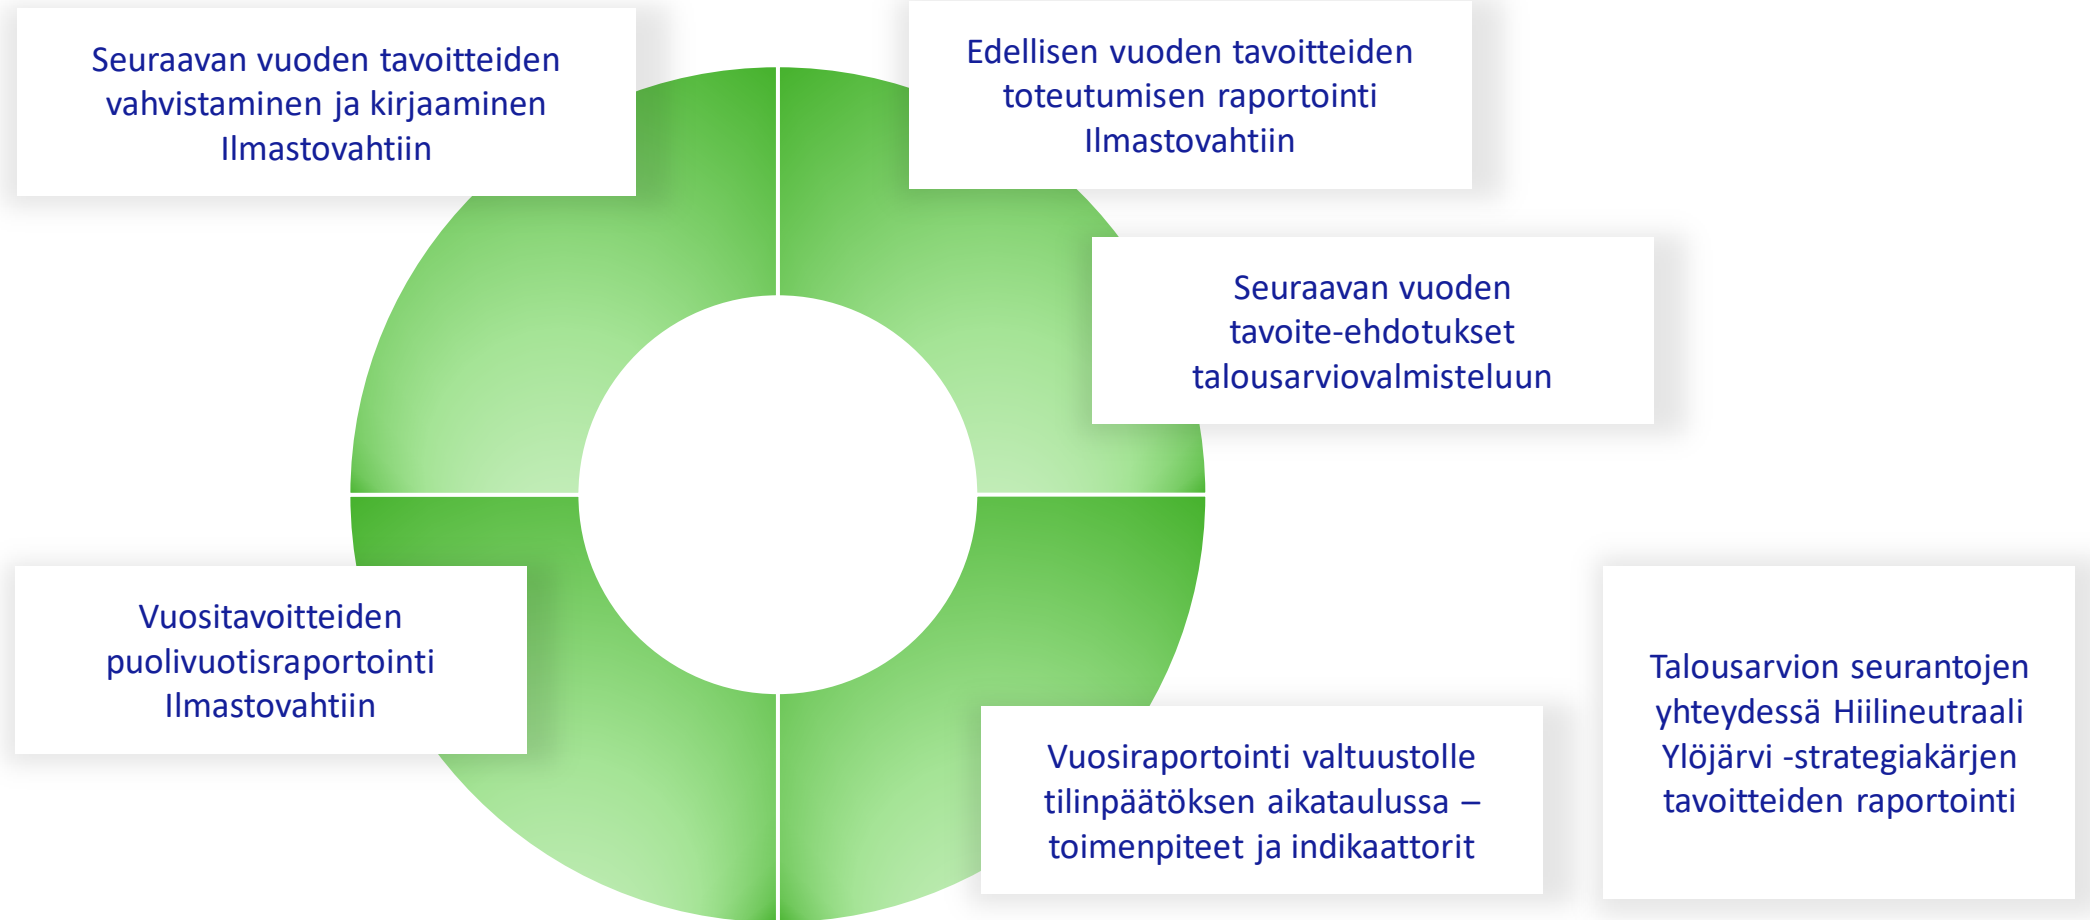 Seuraavan vuoden tavoitteiden
vahvistaminen ja kirjaaminen
Ilmastovahtiin
Edellisen vuoden tavoitteiden
toteutumisen raportointi
Ilmastovahtiin
Seuraavan vuoden
tavoite-ehdotukset
talousarviovalmisteluun
Vuositavoitteiden
puolivuotisraportointi
Ilmastovahtiin
Vuosiraportointi valtuustolle
tilinpäätöksen aikataulussa –
toimenpiteet ja indikaattorit
Talousarvion seurantojen
yhteydessä Hiilineutraali
Ylöjärvi -strategiakärjen
tavoitteiden raportointi